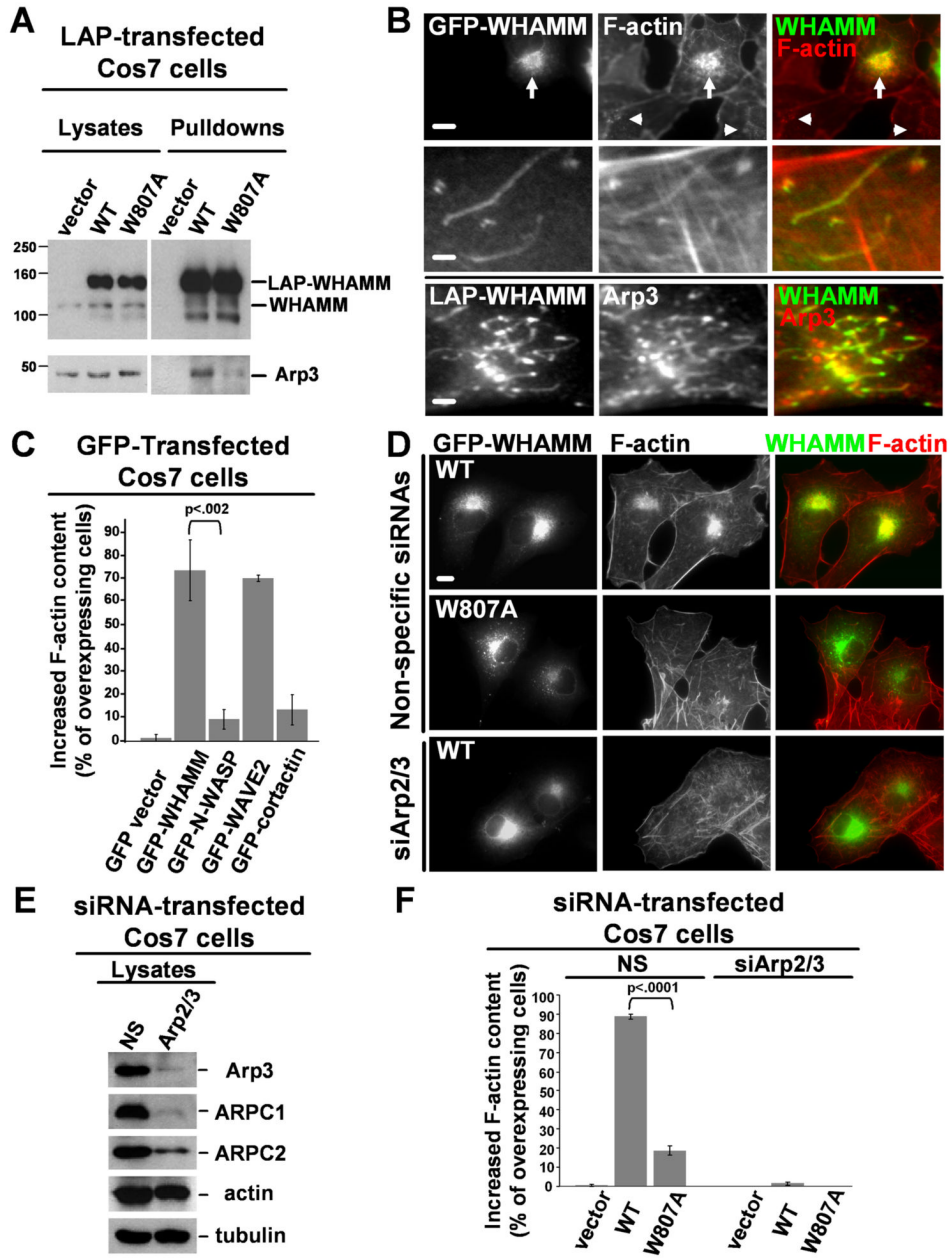 A
LAP-transfected
Cos7 cells
Lysates Pulldowns
vector WT W807A vector WT W807A
250
160
LAP-WHAMM
WHAMM
100
50
Arp3
B
GFP-WHAMM F-actin WHAMM
F-actin
LAP-WHAMM Arp3 WHAMM
Arp3
C
GFP-Transfected
Cos7 cells
p<.002
Increased F-actin content
(% of overexpressing cells)
90
80
70
60
50
40
30
20
10
0
GFP vector
GFP-WHAMM
GFP-N-WASP
GFP-WAVE2
GFP-cortactin
D
GFP-WHAMM F-actin WHAMM F-actin
Non-specific siRNAs
WT
W807A
siArp2/3
WT
E
siRNA-transfected
Cos7 cells
Lysates
NS Arp2/3
Arp3
ARPC1
ARPC2
actin
tubulin
F
siRNA-transfected
Cos7 cells
NS siArp2/3
p<.0001
Increased F-actin content
(% of overexpressing cells)
100
90
80
70
60
50
40
30
20
10
0
vector WT W807A vector WT W807A